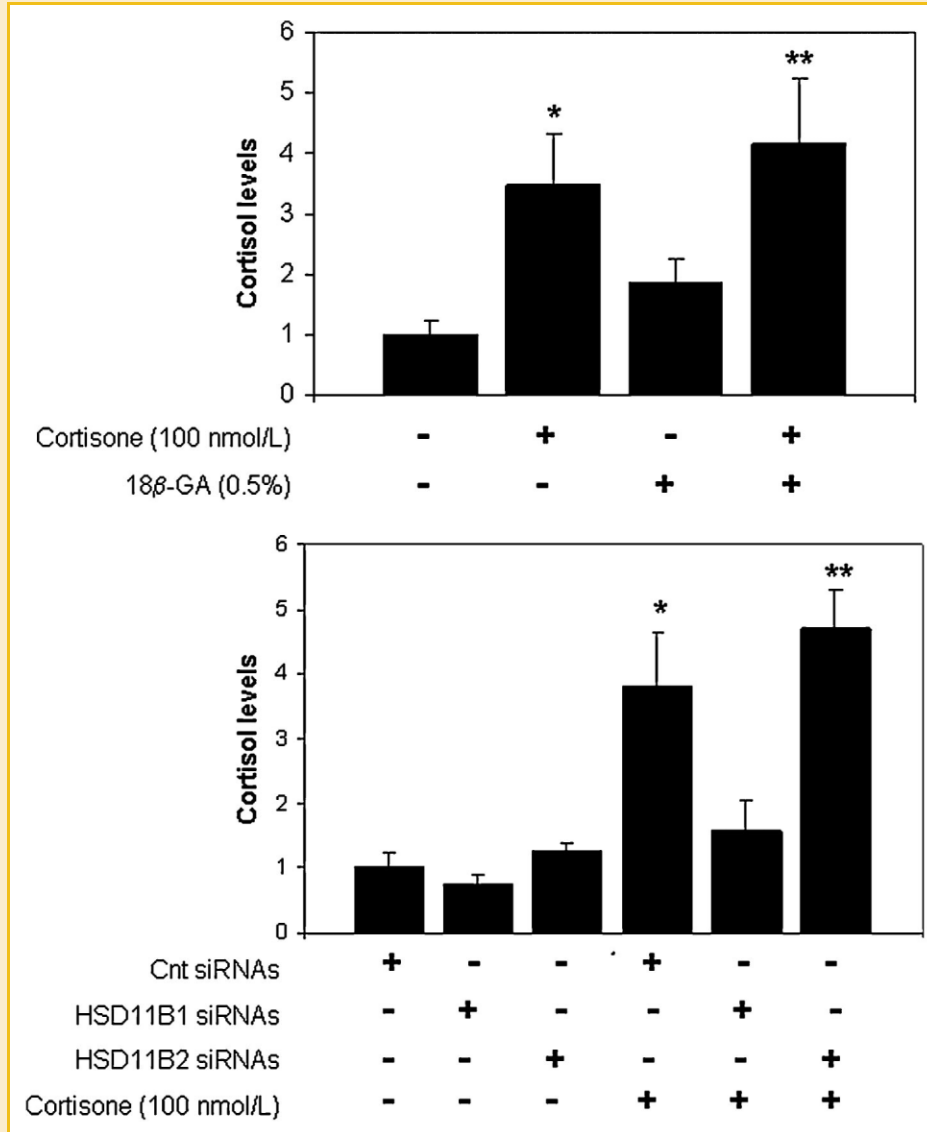 6
5
4
3
2
1
0
Cortisol levels
* **
Cortisone (100 nmol/L) - + - +
18β-GA (0.5%) - - + +
6
5
4
3
2
1
0
Cortisol levels
* **
Cnt siRNAs + - - + - -
HSD11B1 siRNAs - + - - + -
HSD11B2 siRNAs - - + - - +
Cortisone (100 nmol/L) - - - + + +